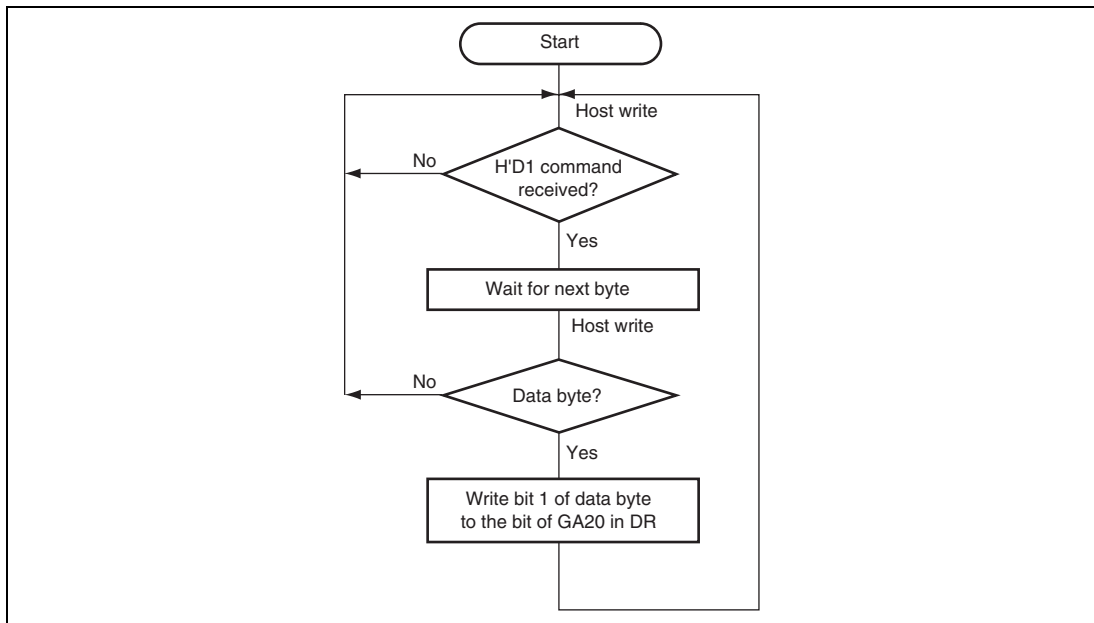 Start
Host write
No
H'D1 command
received?
Yes
Wait for next byte
Host write
No
Data byte?
Yes
Write bit 1 of data byte
to the bit of GA20 in DR